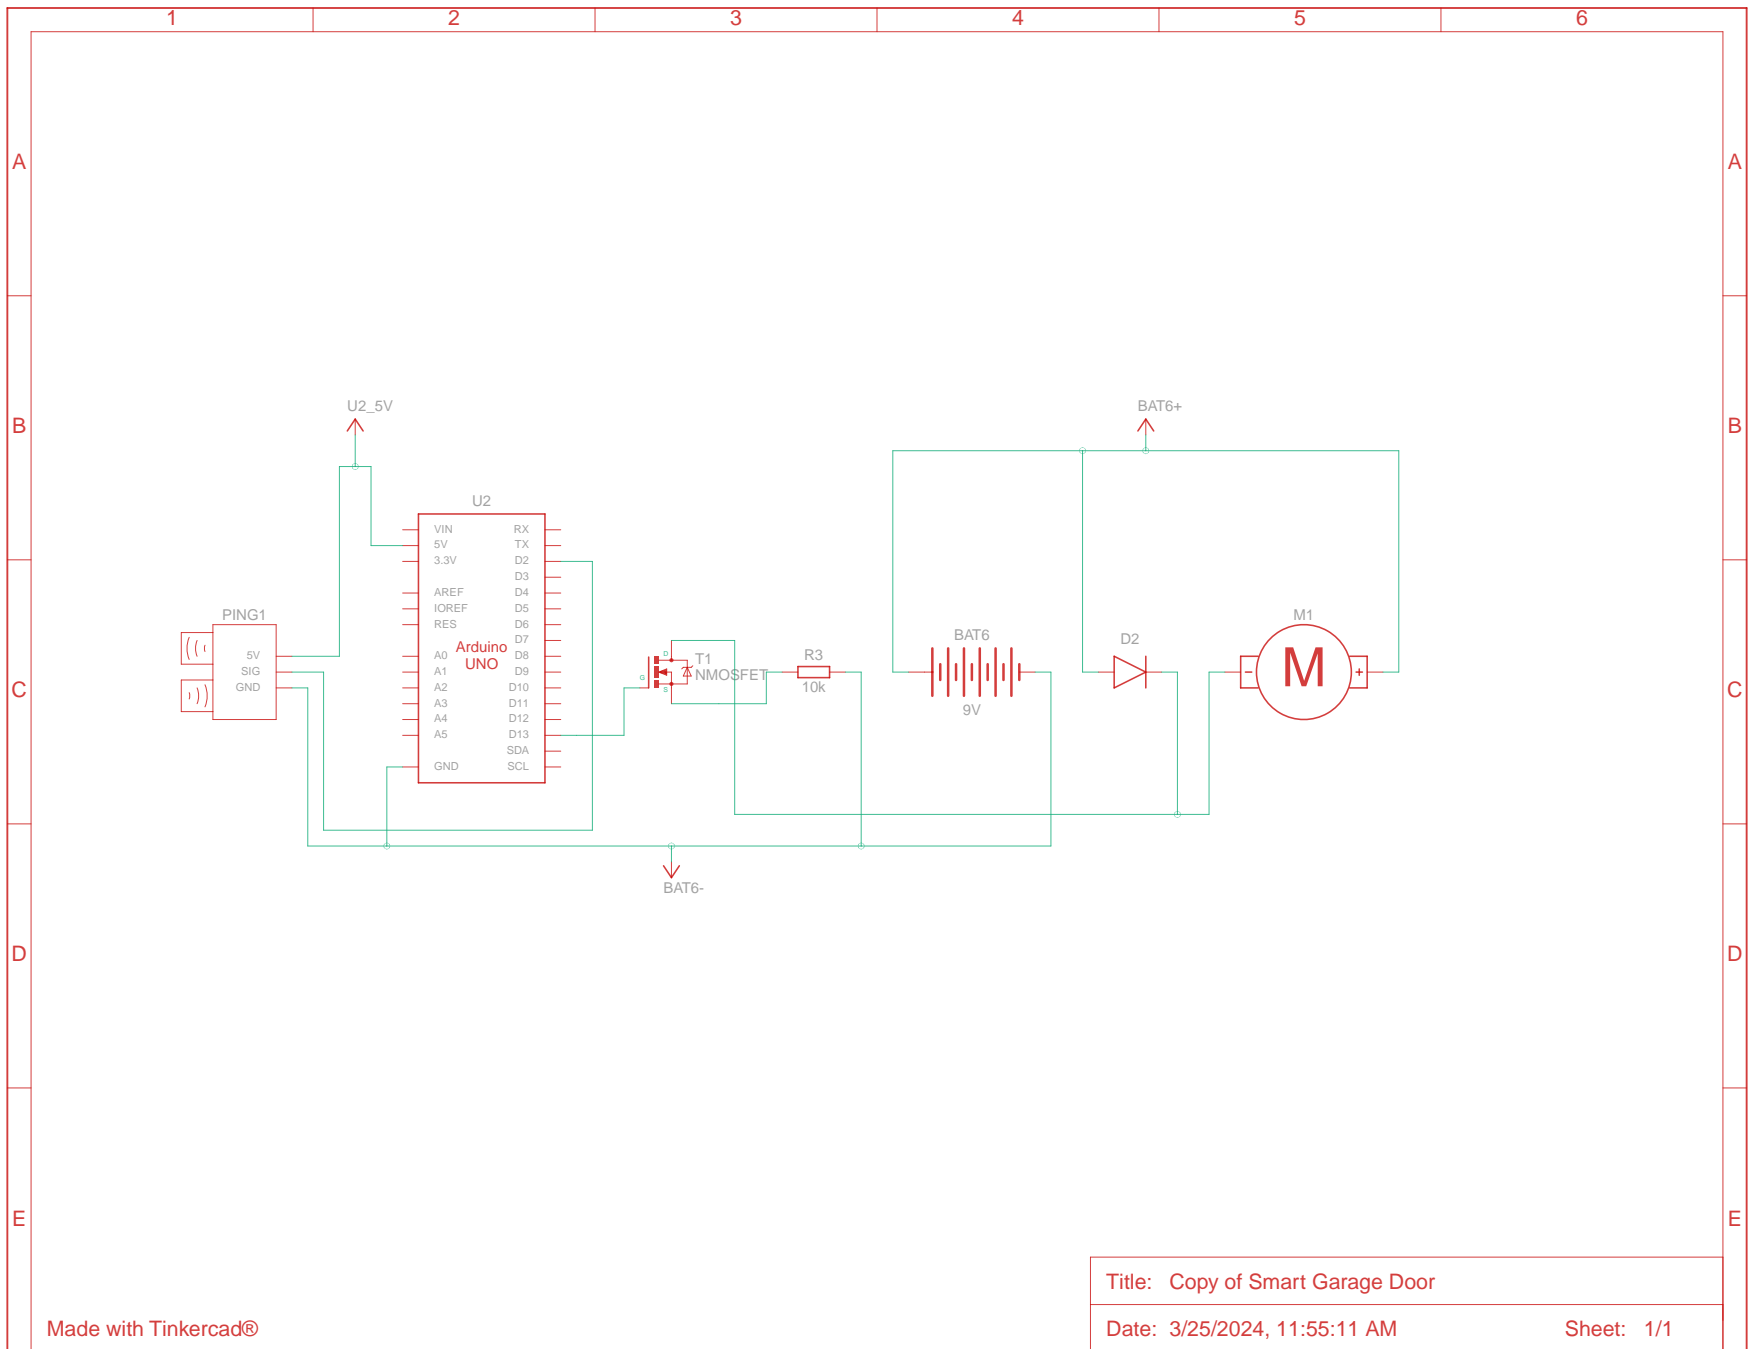 1 2 3 4 5 6
A A
B B
C C
D D
E E
U2_5V
BAT6+
U2
VIN RX
5V TX
3.3V D2
D3
AREF D4
IOREF D5
RES D6
D7
A0 D8
A1 D9
A2 D10
A3 D11
A4 D12
A5 D13
SDA
GND SCL
Arduino
UNO
PING1
5V
SIG
GND
D
G
S
T1
NMOSFET
R3
10k
BAT6
9V
D2
M1
- M +
BAT6-
Title: Copy of Smart Garage Door
Made with Tinkercad®
Date: 3/25/2024, 11:55:11 AM Sheet: 1/1